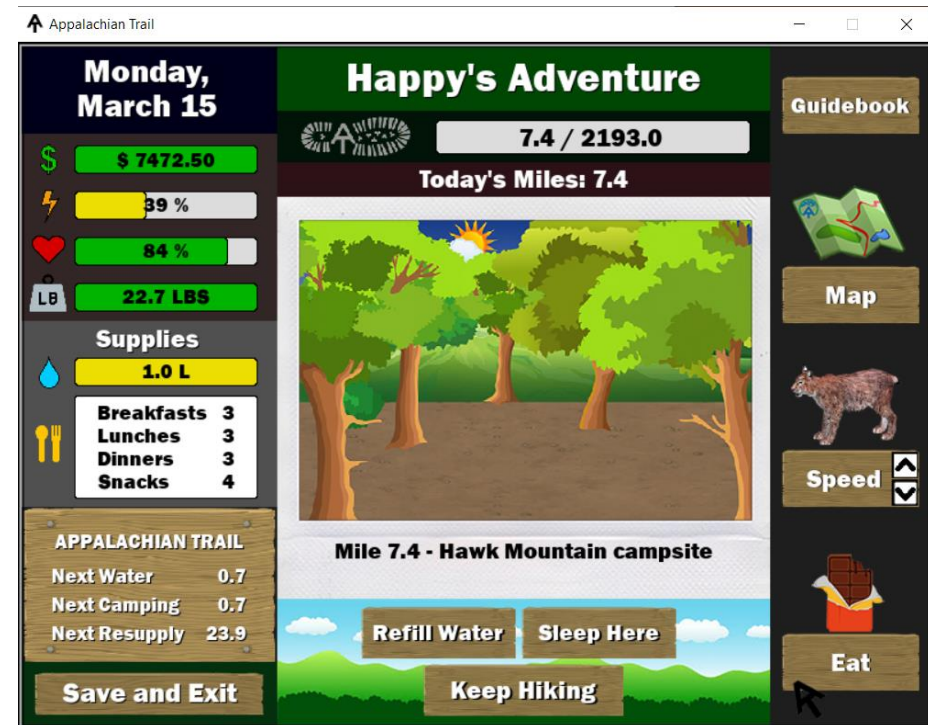 Appalachian Trail
Monday,
March 15
$ 7472.50
39 %
84 %
LB
22.7 LBS
Supplies
1.0 L
Breakfasts 3
Lunches 3
Dinners 3
Snacks 4
APPALACHIAN TRAIL
Next Water 0.7
Next Camping 0.7
Next Resupply 23.9
Save and Exit
Happy's Adventure
7.4 / 2193.0
Today's Miles: 7.4
Mile 7.4 - Hawk Mountain campsite
Refill Water
Sleep Here
Keep Hiking
Guidebook
Map
Speed
Eat